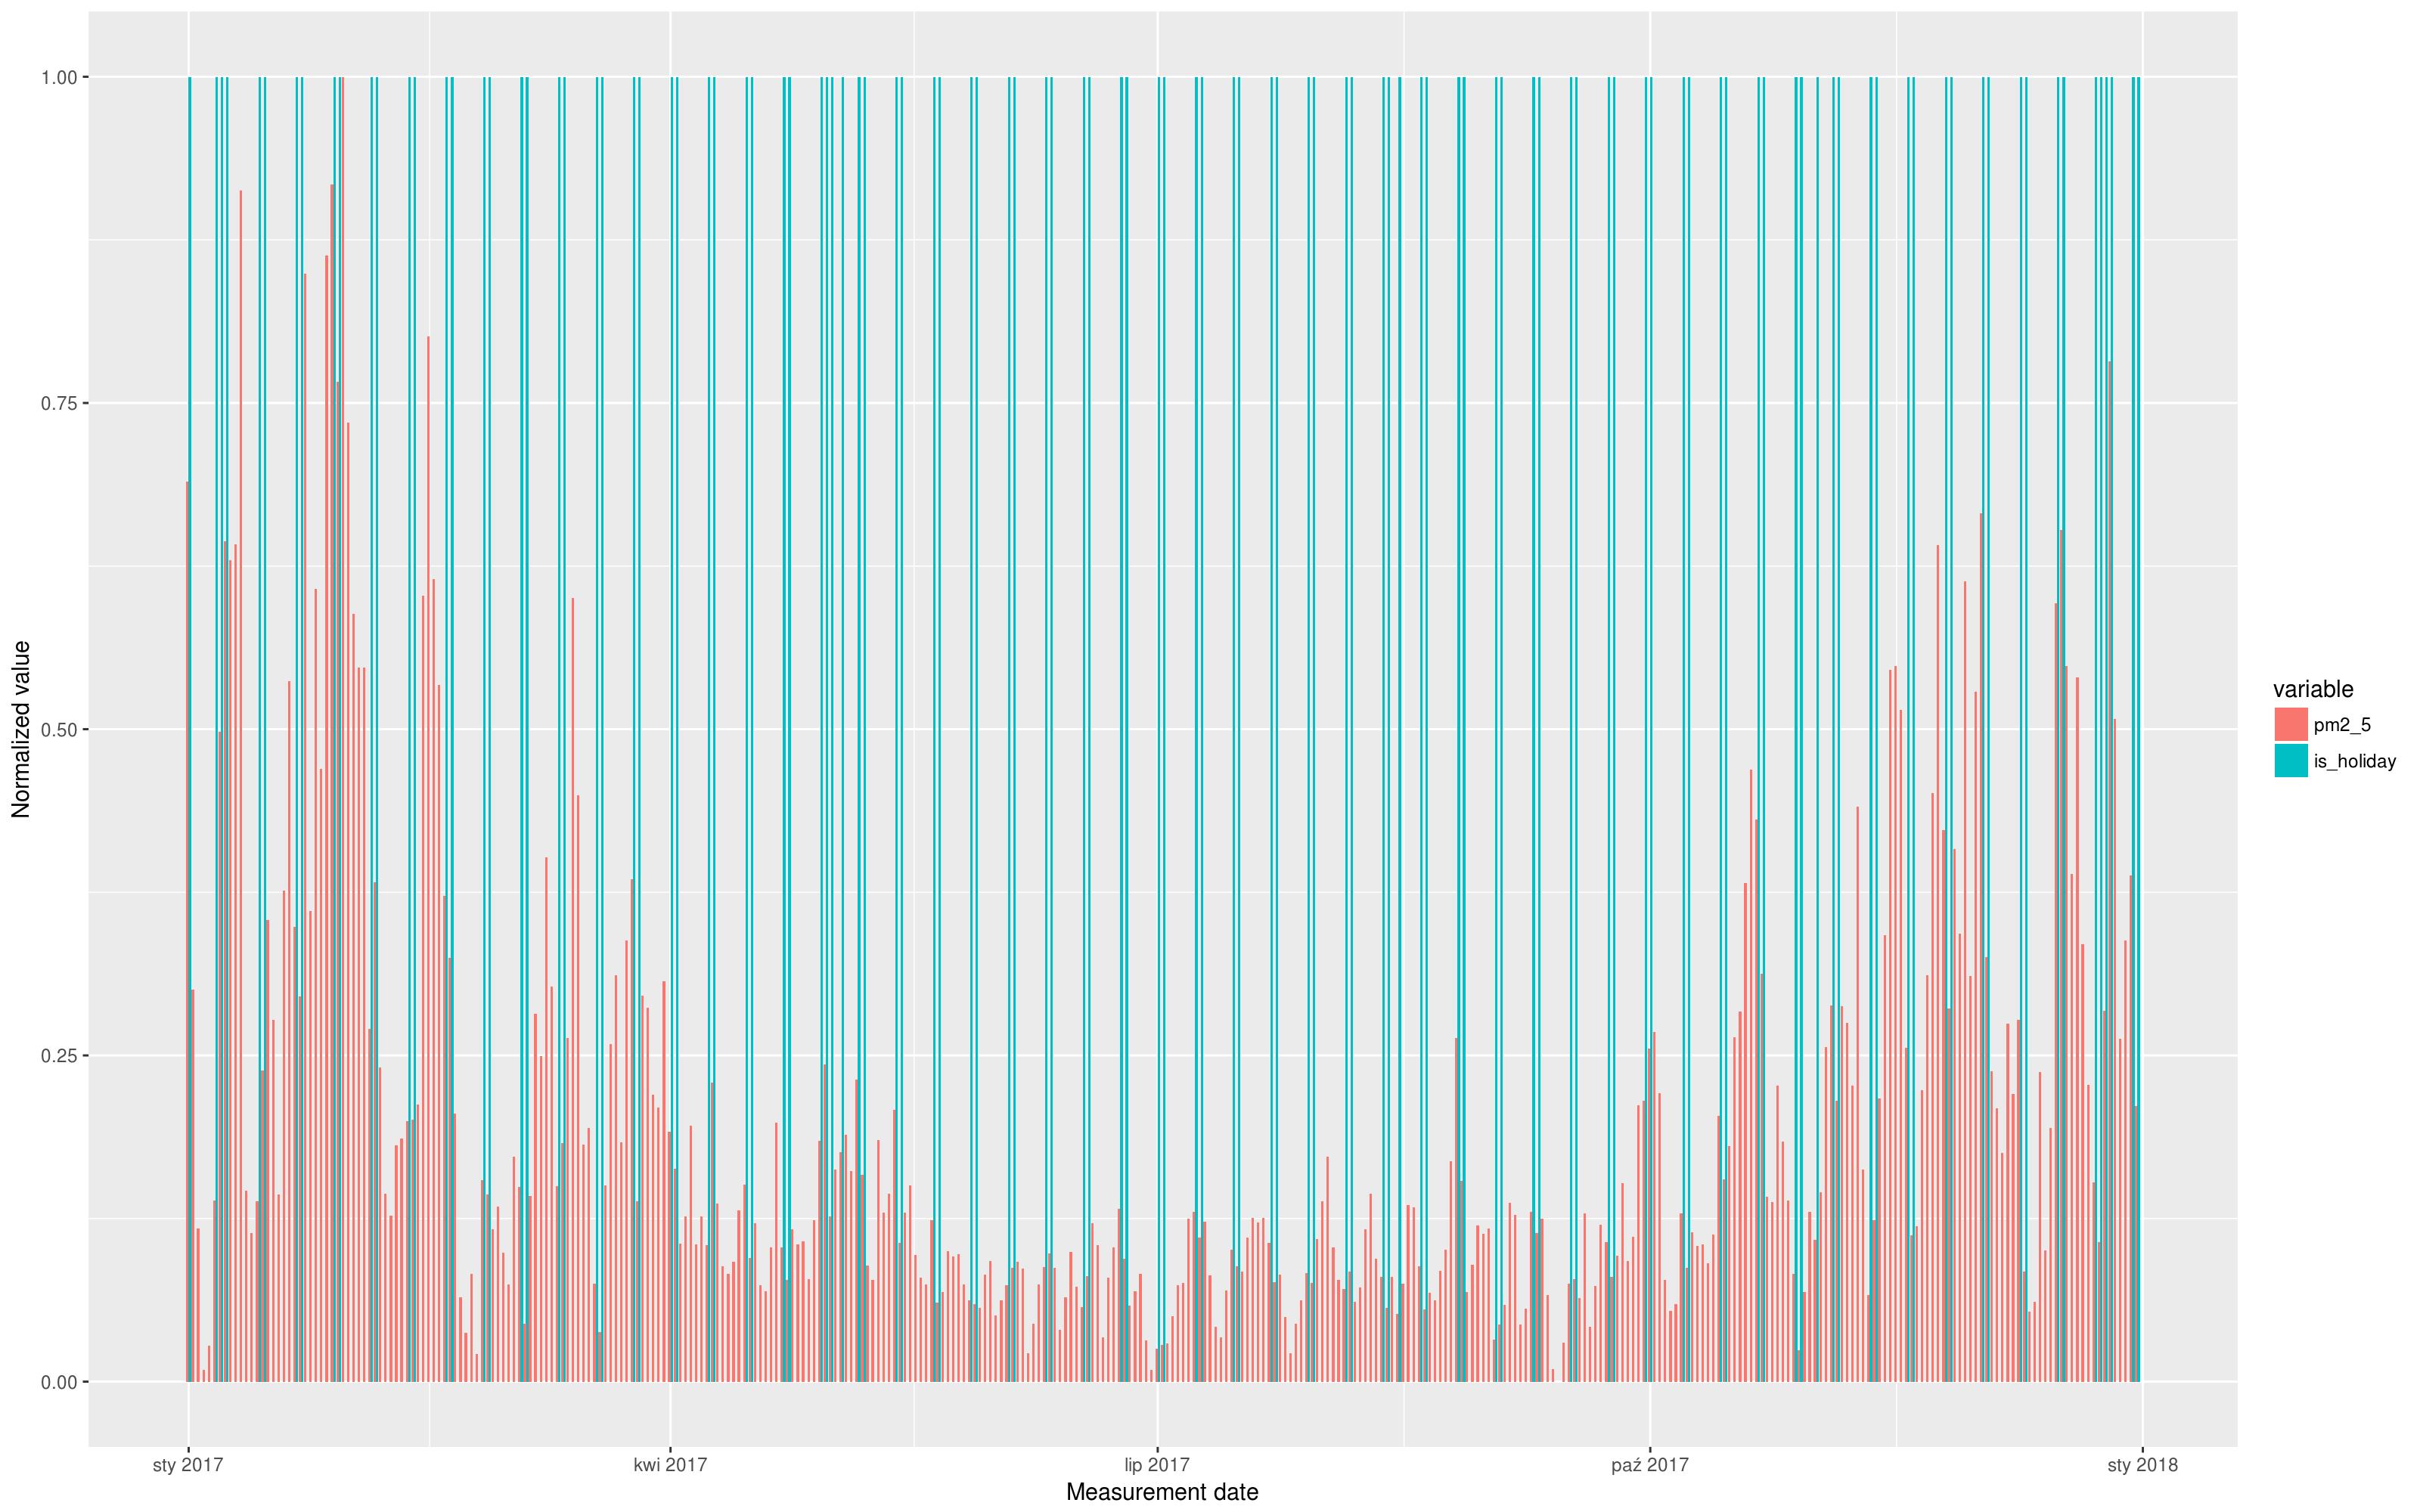 1.00
0.75
0.50
0.25
0.00
Normalized value
sty 2017
kwi 2017
lip 2017
paź 2017
sty 2018
Measurement date
variable
pm2_5
is_holiday